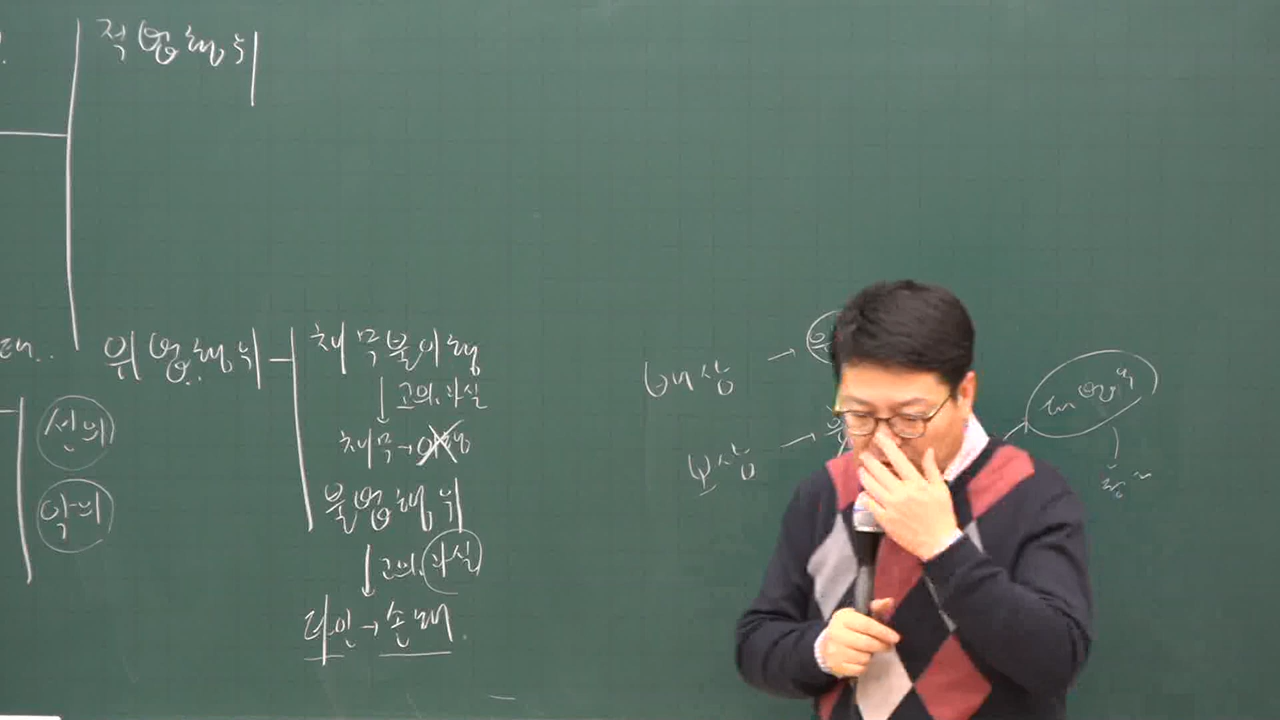 적법행위
위법행위
채무불이행
고의, 과실
채무→이행
불법행위
고의, 과실
타인→손해
선의
악의
배상 →
보상 →